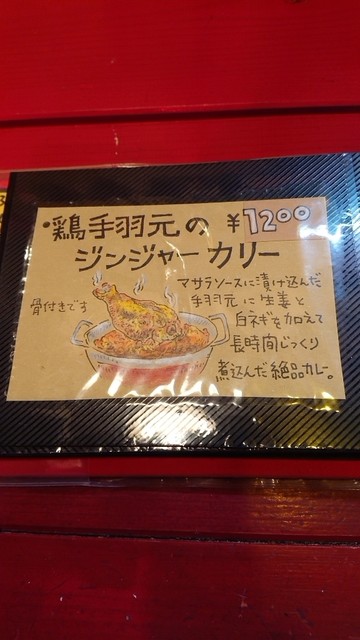 ・鶏手羽元の ¥1200
ジンジャーカリー
マサラソースに漬け込んだ
手羽元に生姜と
白ネギを加えて
長時間じっくり
煮込んだ絶品カレー。
骨付きです